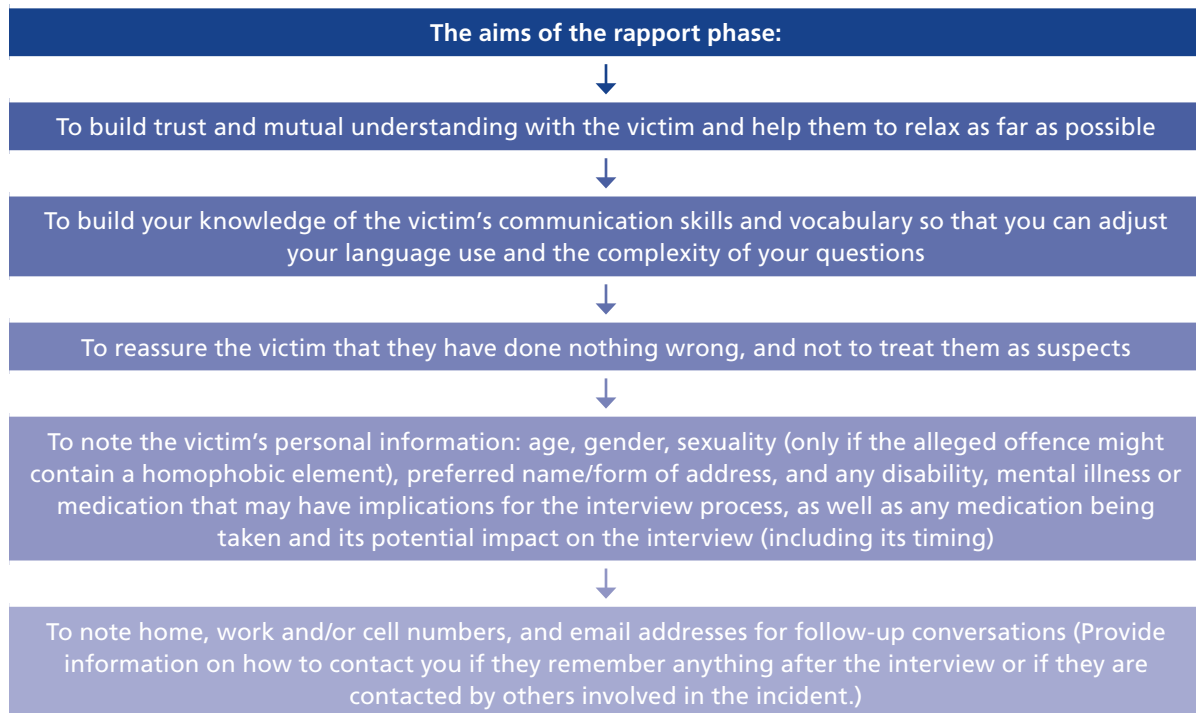 The aims of the rapport phase:
To build trust and mutual understanding with the victim and help them to relax as far as possible
To build your knowledge of the victim's communication skills and vocabulary so that you can adjust
your language use and the complexity of your questions
To reassure the victim that they have done nothing wrong, and not to treat them as suspects
To note the victim's personal information: age, gender, sexuality (only if the alleged offence might
contain a homophobic element), preferred name/form of address, and any disability, mental illness or
medication that may have implications for the interview process, as well as any medication being
taken and its potential impact on the interview (including its timing)
To note home, work and/or cell numbers, and email addresses for follow-up conversations (Provide
information on how to contact you if they remember anything after the interview or if they are
contacted by others involved in the incident.)